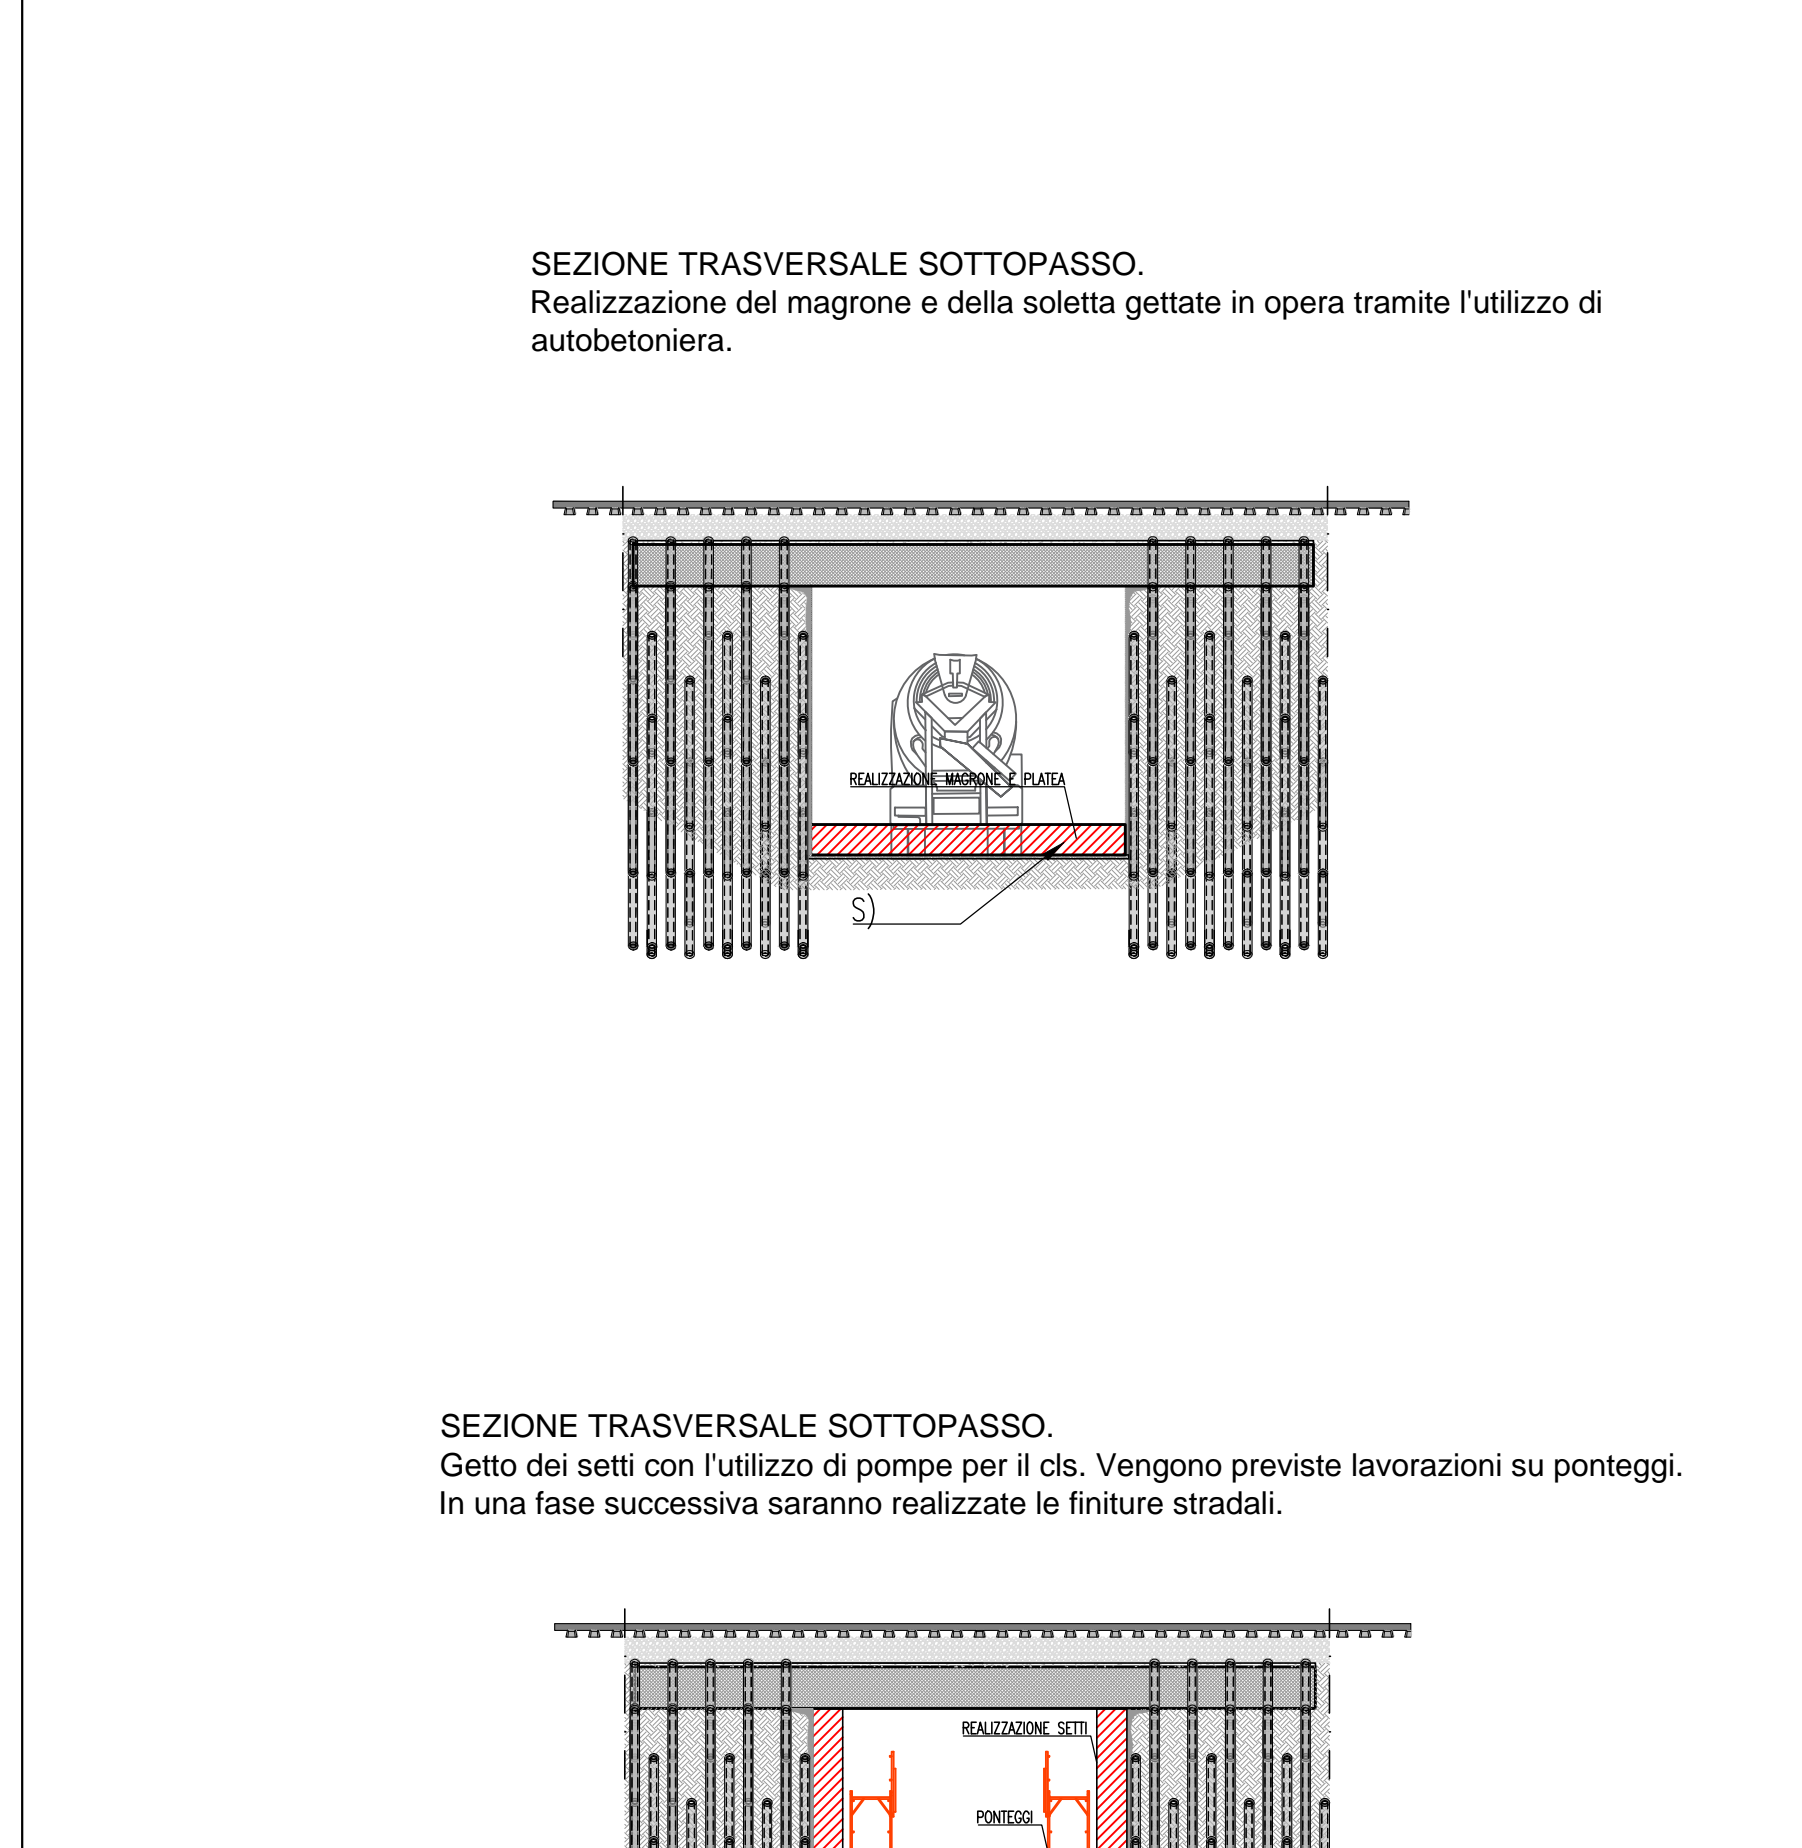 SEZIONE TRASVERSALE SOTTOPASSO.
Realizzazione del magrone e della soletta gettate in opera tramite l'utilizzo di
autobetoniera.
REALIZZAZIONE MAGRONE E PLATEA
S)
SEZIONE TRASVERSALE SOTTOPASSO.
Getto dei setti con l'utilizzo di pompe per il cls. Vengono previste lavorazioni su ponteggi.
In una fase successiva saranno realizzate le finiture stradali.
REALIZZAZIONE SETTI
PONTEGGI